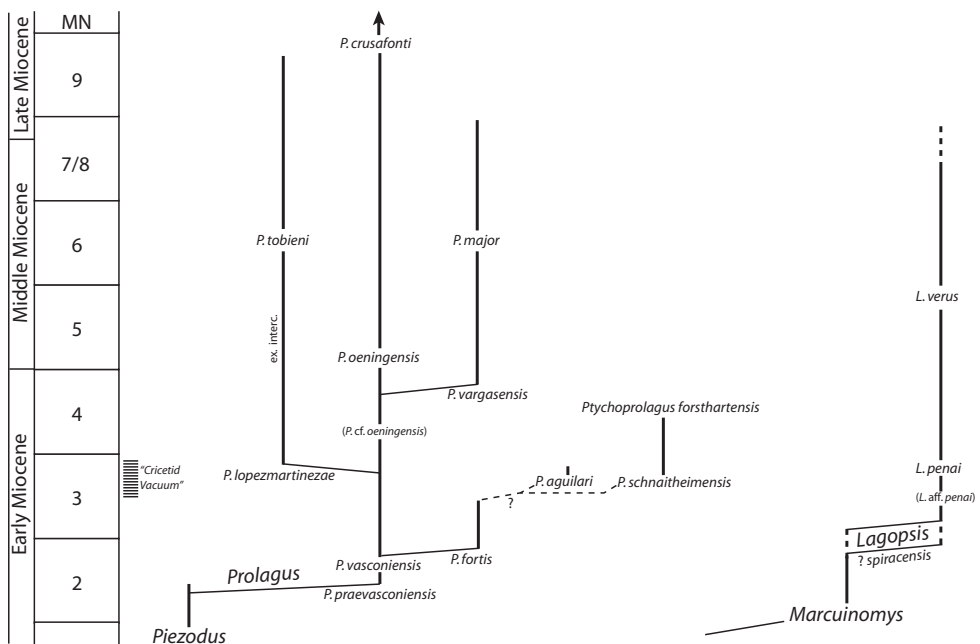 MN
Late Miocene
Middle Miocene
Early Miocene
9
7/8
6
5
4
3
2
"Cricetid
Vacuum"
P. crusafonti
P. tobieni
P. major
L. verus
ex. interc.
P. oeningensis
P. vargasensis
Ptychoprolagus forsthartensis
(P. cf. oeningensis)
P. lopezmartinezae
P. aguilari
P. schnaitheimensis
L. penai
(L. aff. penai)
?
Lagopsis
? spiracensis
P. vasconiensis
P. fortis
Prolagus
P. praevasconiensis
Marcuinomys
Piezodus